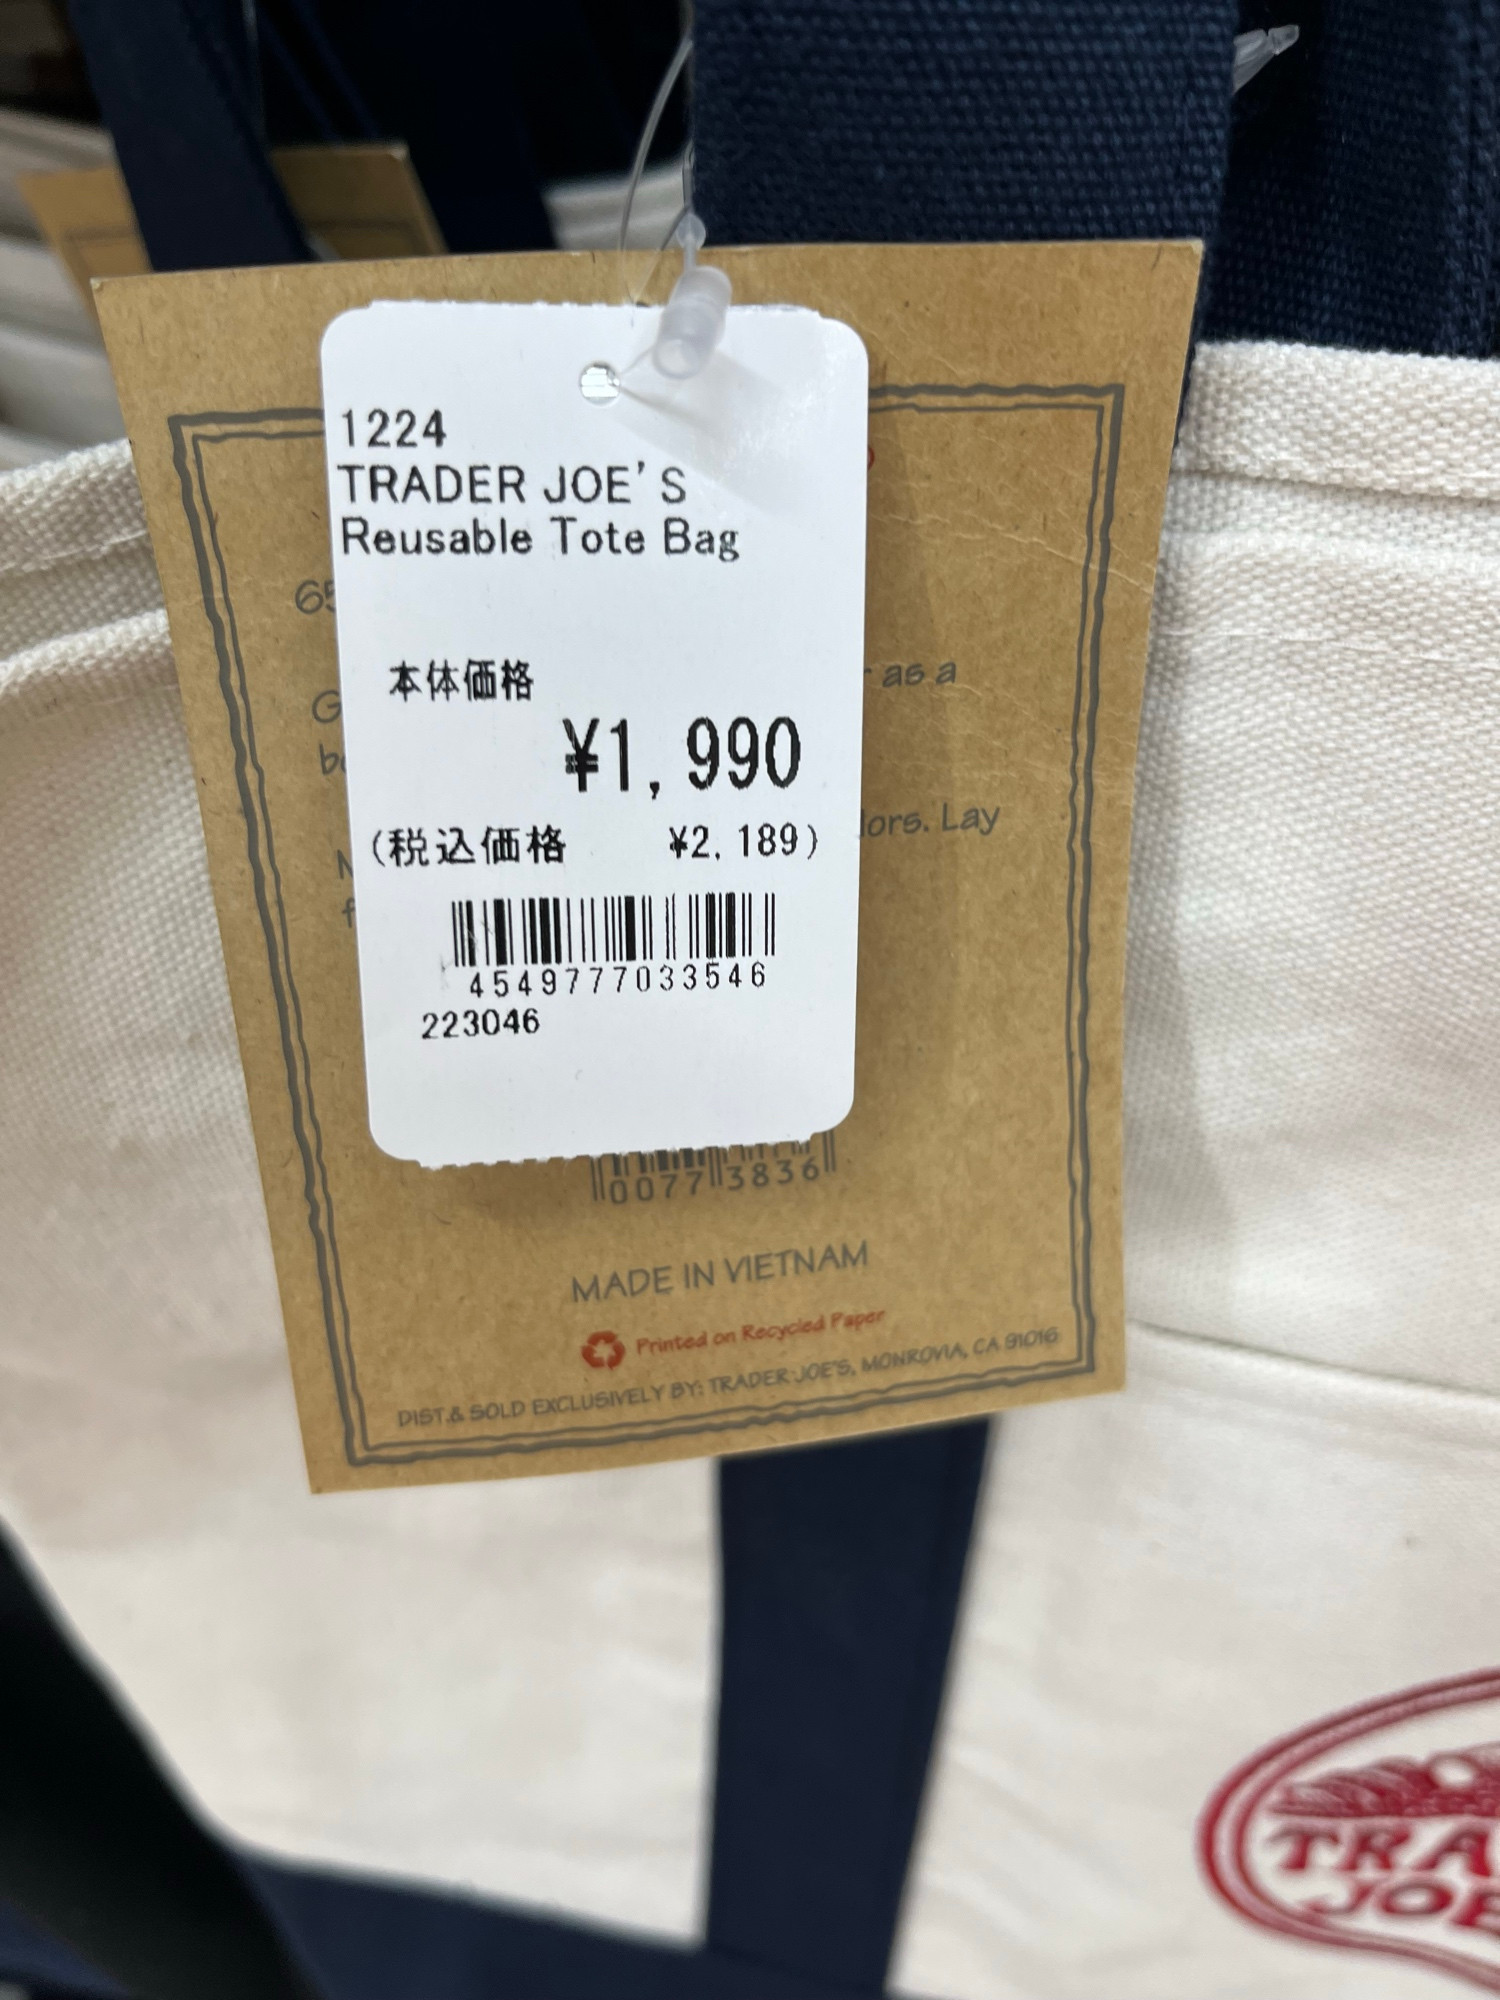 1224
TRADER JOE'S
Reusable Tote Bag
本体価格
¥1,990
(税込価格 ¥2,189)
4549777033546
223046
65
as a
Lay
0077 3836
MADE IN VIETNAM
Printed on Recycled Paper
DIST.& SOLD EXCLUSIVELY BY: TRADER JOE'S, MONROVIA, CA 91016
TRA
JOE